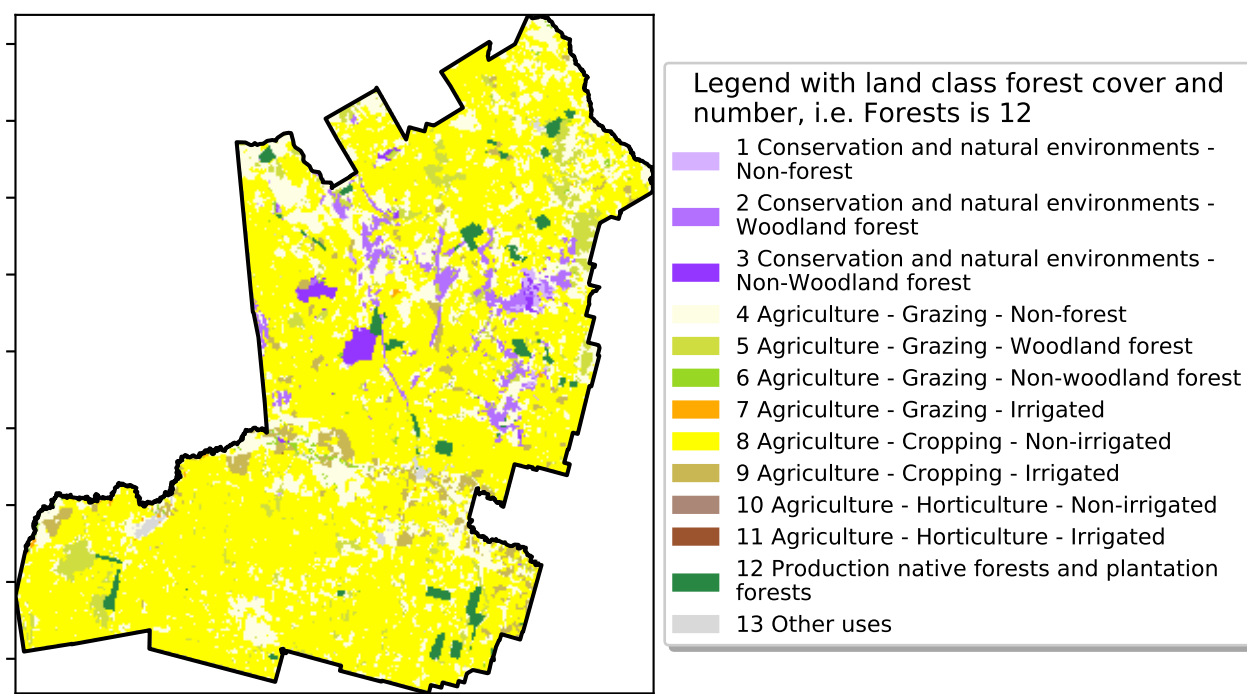 Legend with land class forest cover and
number, i.e. Forests is 12
1 Conservation and natural environments -
Non-forest
2 Conservation and natural environments -
Woodland forest
3 Conservation and natural environments -
Non-Woodland forest
4 Agriculture - Grazing - Non-forest
5 Agriculture - Grazing - Woodland forest
6 Agriculture - Grazing - Non-woodland forest
7 Agriculture - Grazing - Irrigated
8 Agriculture - Cropping - Non-irrigated
9 Agriculture - Cropping - Irrigated
10 Agriculture - Horticulture - Non-irrigated
11 Agriculture - Horticulture - Irrigated
12 Production native forests and plantation
forests
13 Other uses